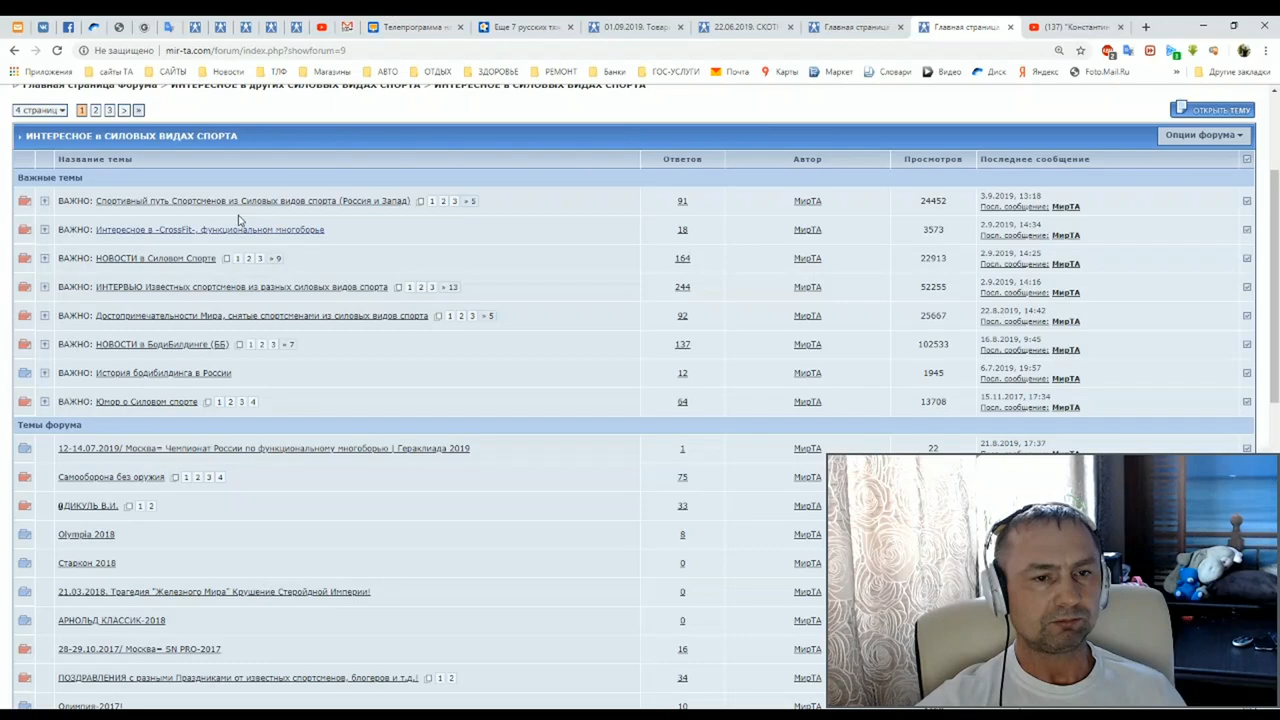 Телепрограмма на
Еще 7 русских тю
01.09.2019. Товар
22.06.2019. СКОТ
Главная страница
Главная страница
(137) "Константин
Не защищено | mir-ta.com/forum/index.php?showforum=9
Приложения сайты ТА САЙТЫ Новости ТЛФ Магазины АВТО ОТДЫХ ЗДОРОВЬЕ РЕМОНТ Банки ГОС-УСЛУГИ Почта Карты Маркет Словари Видео Диск Яндекс Foto.Mail.Ru » Другие закладки
Главная страница Форума > ИНТЕРЕСНОЕ в других СИЛОВЫХ ВИДАХ СПОРТА > ИНТЕРЕСНОЕ в СИЛОВЫХ ВИДАХ СПОРТА
4 страниц 1 2 3 > »
ОТКРЫТЬ ТЕМУ
ИНТЕРЕСНОЕ в СИЛОВЫХ ВИДАХ СПОРТА Опции форума
Название темы Ответов Автор Просмотров Последнее сообщение
Важные темы
ВАЖНО: Спортивный путь Спортсменов из Силовых видов спорта (Россия и Запад) 1 2 3 » 5 91 МирТА 24452 3.9.2019, 13:18
Посл. сообщение: МирТА
ВАЖНО: Интересное в -CrossFit-, функциональном многоборье 18 МирТА 3573 2.9.2019, 14:34
Посл. сообщение: МирТА
ВАЖНО: НОВОСТИ в Силовом Спорте 1 2 3 » 9 164 МирТА 22913 2.9.2019, 14:25
Посл. сообщение: МирТА
ВАЖНО: ИНТЕРВЬЮ Известных спортсменов из разных силовых видов спорта 1 2 3 » 13 244 МирТА 52255 2.9.2019, 14:16
Посл. сообщение: МирТА
ВАЖНО: Достопримечательности Мира, снятые спортсменами из силовых видов спорта 1 2 3 » 5 92 МирТА 25667 22.8.2019, 14:42
Посл. сообщение: МирТА
ВАЖНО: НОВОСТИ в БодиБилдинге (ББ) 1 2 3 » 7 137 МирТА 102533 16.8.2019, 9:45
Посл. сообщение: МирТА
ВАЖНО: История бодибилдинга в России 12 МирТА 1945 6.7.2019, 19:57
Посл. сообщение: МирТА
ВАЖНО: Юмор о Силовом спорте 1 2 3 4 64 МирТА 13708 15.11.2017, 17:34
Посл. сообщение: МирТА
Темы форума
12-14.07.2019/ Москва= Чемпионат России по функциональному многоборью | Гераклиада 2019 1 МирТА 22 21.8.2019, 17:37
Самооборона без оружия 1 2 3 4 75 МирТА
@ДИКУЛЬ В.И. 1 2 33 МирТА
Olympia 2018 8 МирТА
Старкон 2018 0 МирТА
21.03.2018. Трагедия "Железного Мира" Крушение Стеройдной Империи! 0 МирТА
АРНОЛЬД КЛАССИК-2018 0 МирТА
28-29.10.2017/ Москва= SN PRO-2017 16 МирТА
ПОЗДРАВЛЕНИЯ с разными Праздниками от известных спортсменов, блогеров и т.д.! 1 2 34 МирТА
Олимпия-2017! 10 МирТА